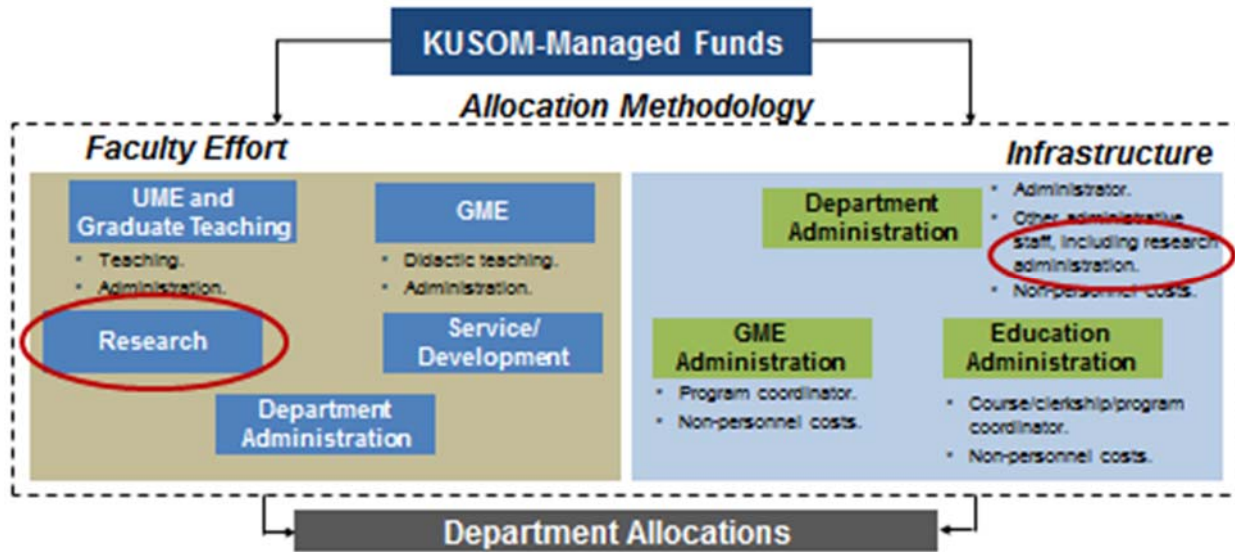 KUSOM-Managed Funds
Allocation Methodology
Faculty Effort
UME and
Graduate Teaching
• Teaching.
• Administration.
GME
• Didactic teaching.
• Administration.
Research
Service/
Development
Department
Administration
Infrastructure
Department
Administration
• Administrator.
• Other administrative
staff, including research
administration.
• Non-personnel costs.
GME
Administration
• Program coordinator.
• Non-personnel costs.
Education
Administration
• Course/clerkship/program
coordinator.
• Non-personnel costs.
Department Allocations